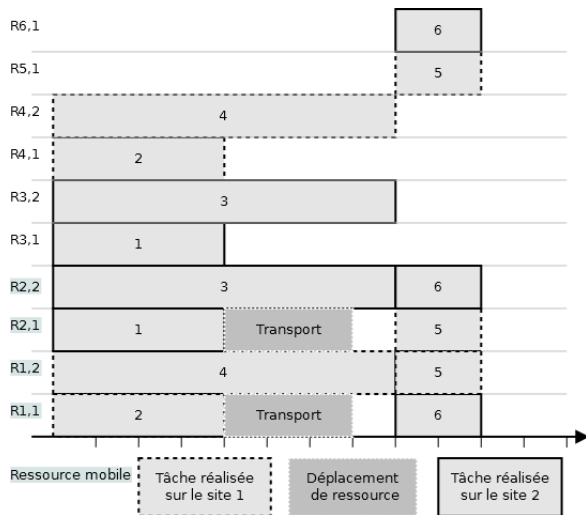 R6,1 6
R5,1 5
R4,2 4
R4,1 2
R3,2 3
R3,1 1
R2,2 3 6
R2,1 1 Transport 5
R1,2 4 5
R1,1 2 Transport 6
Ressource mobile
Tâche réalisée
sur le site 1
Déplacement
de ressource
Tâche réalisée
sur le site 2